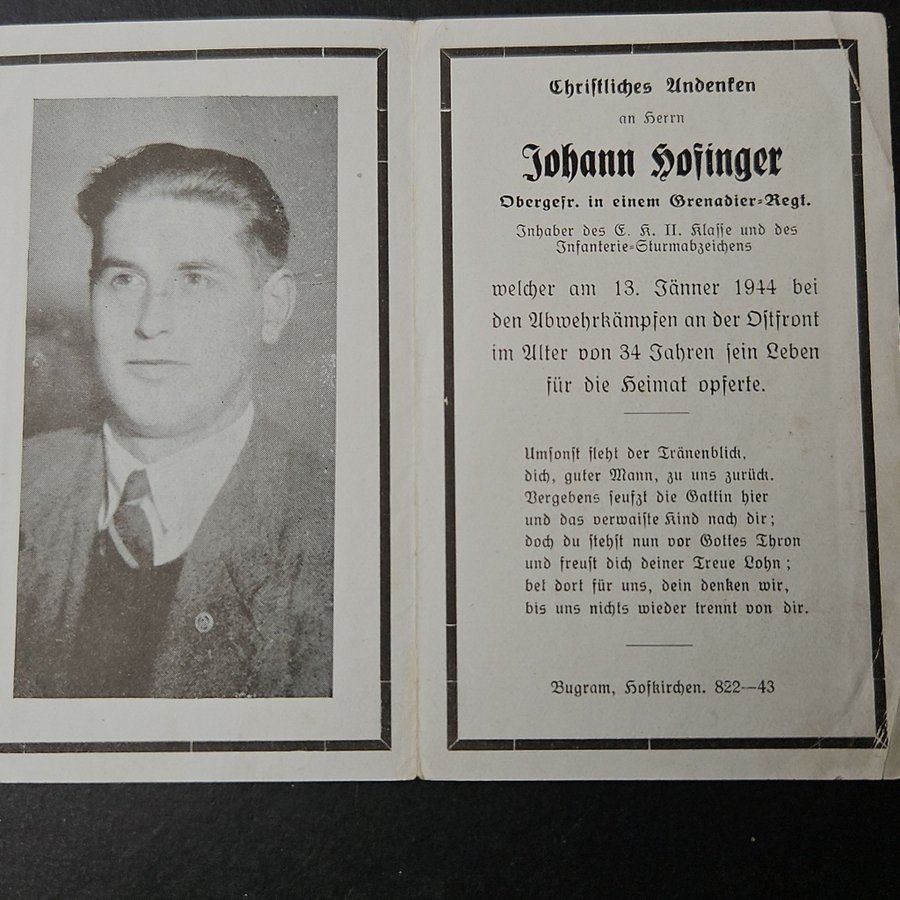 Christliches Andenken
an Herrn
Johann Hofinger
Obergefr. in einem Grenadier-Regt.
Inhaber des E. K. II. Klasse und des
Infanterie-Sturmabzeichens
welcher am 13. Jänner 1944 bei
den Abwehrkämpfen an der Ostfront
im Alter von 34 Jahren sein Leben
für die Heimat opferte.
Umsonst fleht der Tränenblick,
dich, guter Mann, zu uns zurück.
Vergebens seufzt die Gattin hier
und das verwaiste Kind nach dir;
doch du stehst nun vor Gottes Thron
und freust dich deiner Treue Lohn;
bet dort für uns, dein denken wir,
bis uns nichts wieder trennt von dir.
Bugram, Hofkirchen. 822—43